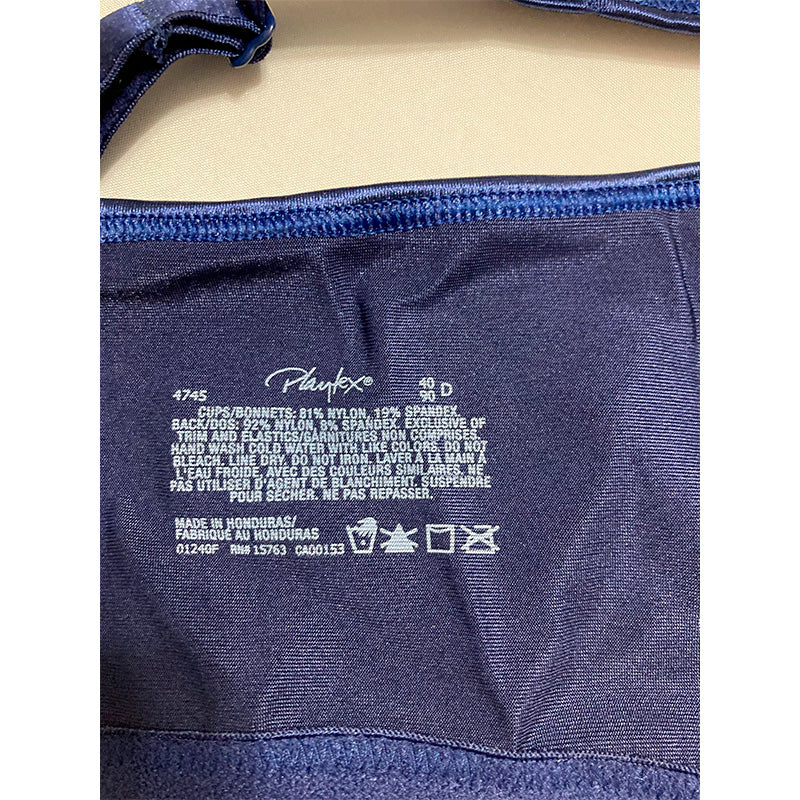 Playtex®
4745
40
90 D
CUPS/BONNETS: 81% NYLON, 19% SPANDEX.
BACK/DOS: 92% NYLON, 8% SPANDEX. EXCLUSIVE OF
TRIM AND ELASTICS/GARNITURES NON COMPRISES.
HAND WASH COLD WATER WITH LIKE COLORS. DO NOT
BLEACH. LINE DRY. DO NOT IRON. LAVER À LA MAIN À
L'EAU FROIDE, AVEC DES COULEURS SIMILAIRES. NE
PAS UTILISER D'AGENT DE BLANCHIMENT. SUSPENDRE
POUR SÉCHER. NE PAS REPASSER.
MADE IN HONDURAS/
FABRIQUÉ AU HONDURAS
01240F RN# 15763 CA00153